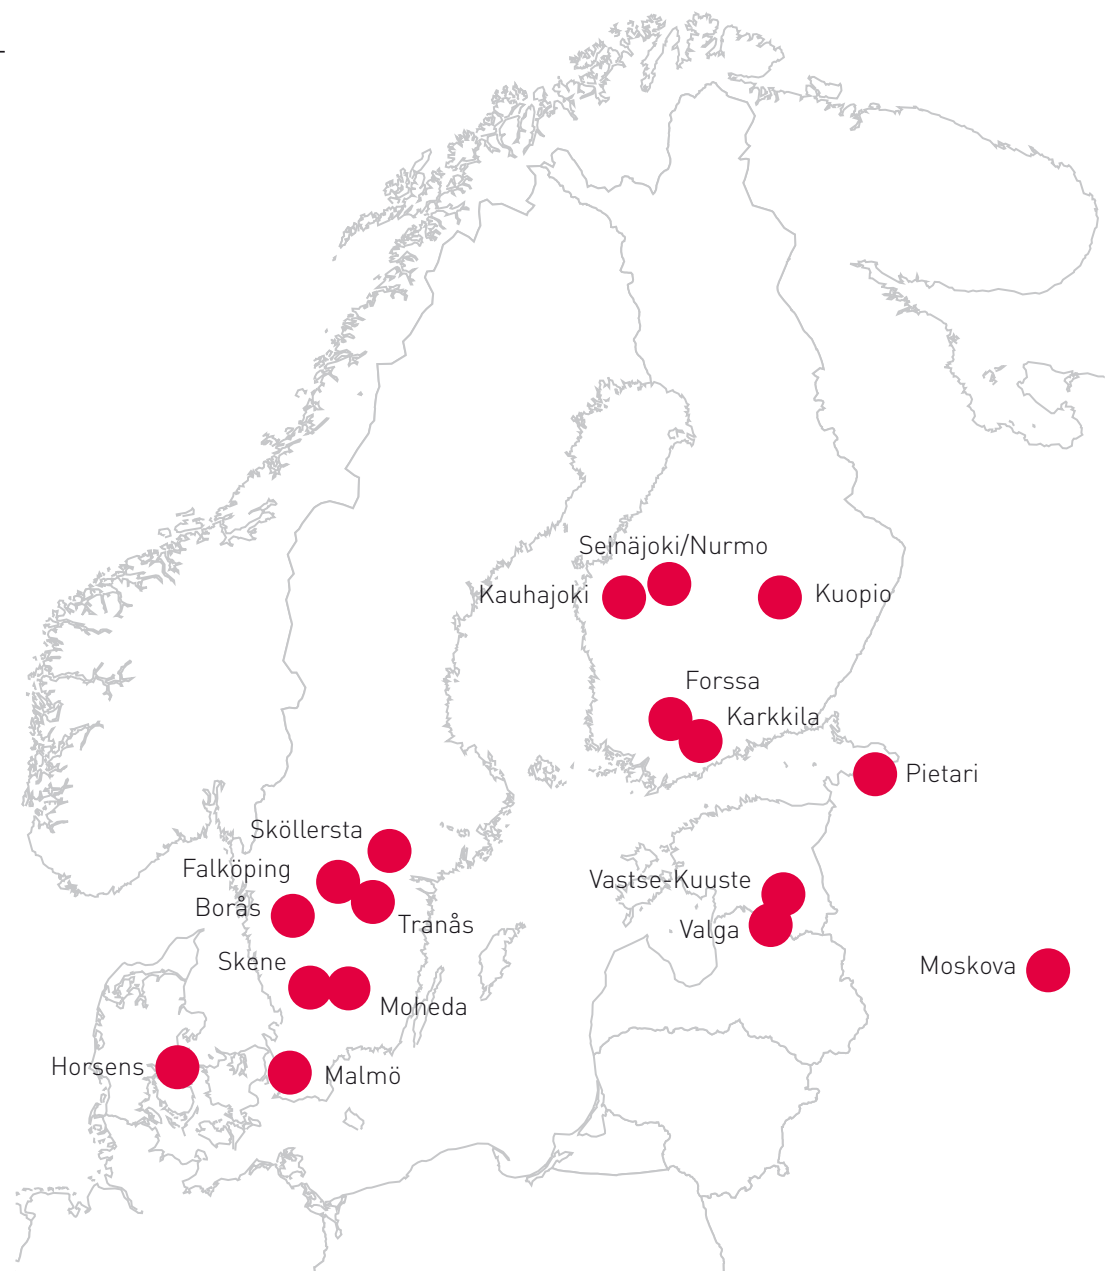 Seinäjoki/Nurmo
Kauhajoki
Kuopio
Forssa
Karkkila
Pietari
Sköllersta
Falköping
Vastse-Kuuste
Borås
Tranås
Valga
Skene
Moskova
Moheda
Horsens
Malmö